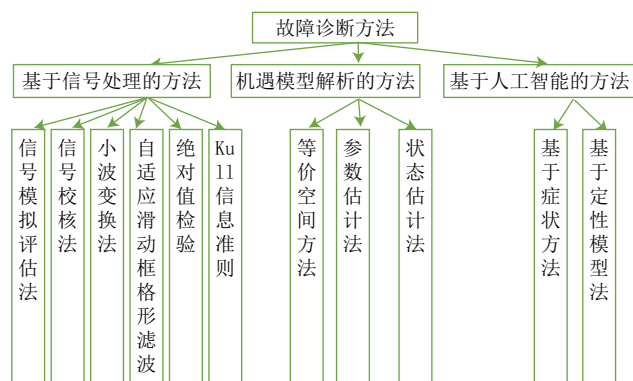 故障诊断方法
基于信号处理的方法
机遇模型解析的方法
基于人工智能的方法
信号模拟评估法
信号校核法
小波变换法
自适应滑动框格形滤波
绝对值检验
Kull信息准则
等价空间方法
参数估计法
状态估计法
基于症状方法
基于定性模型法